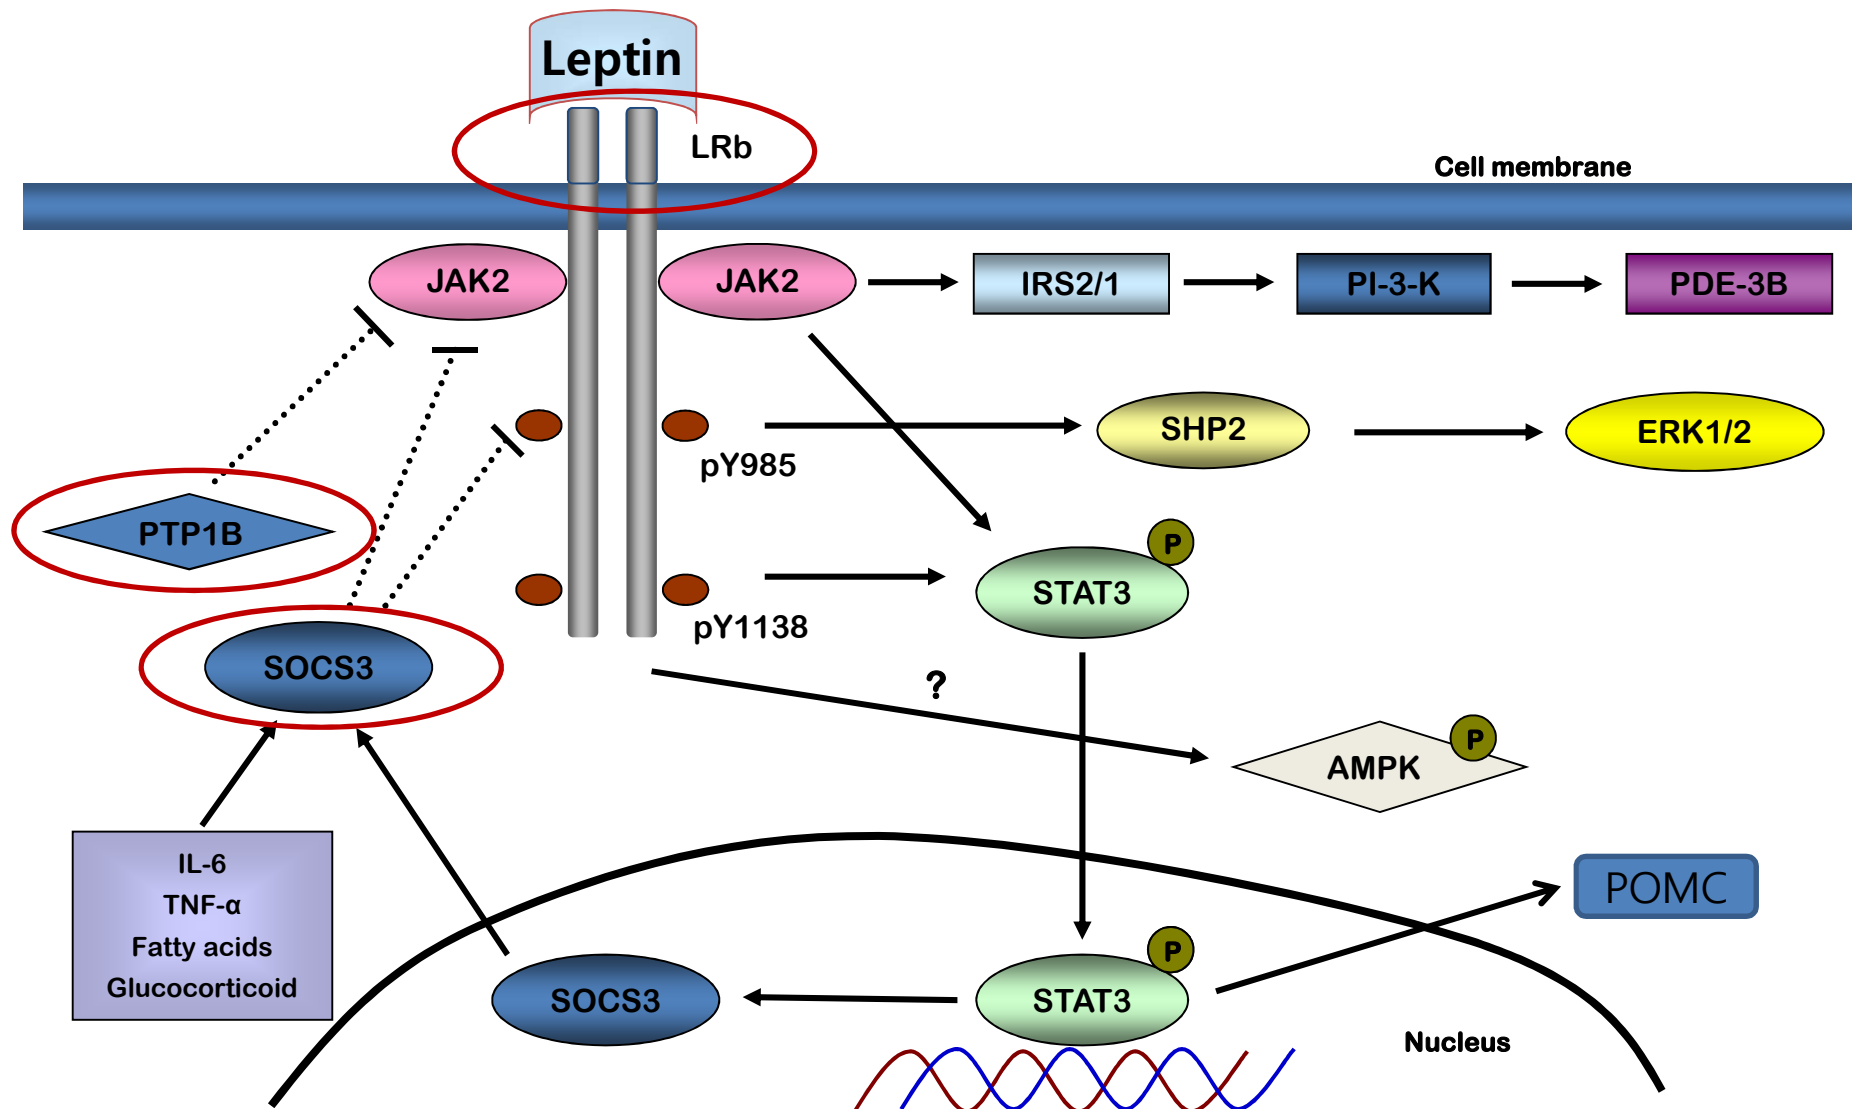 Leptin
LRb
Cell membrane
JAK2
JAK2
IRS2/1
PI-3-K
PDE-3B
SHP2
ERK1/2
pY985
PTP1B
P
STAT3
pY1138
SOCS3
?
P
AMPK
IL-6
TNF-α
Fatty acids
Glucocorticoid
POMC
P
SOCS3
STAT3
Nucleus